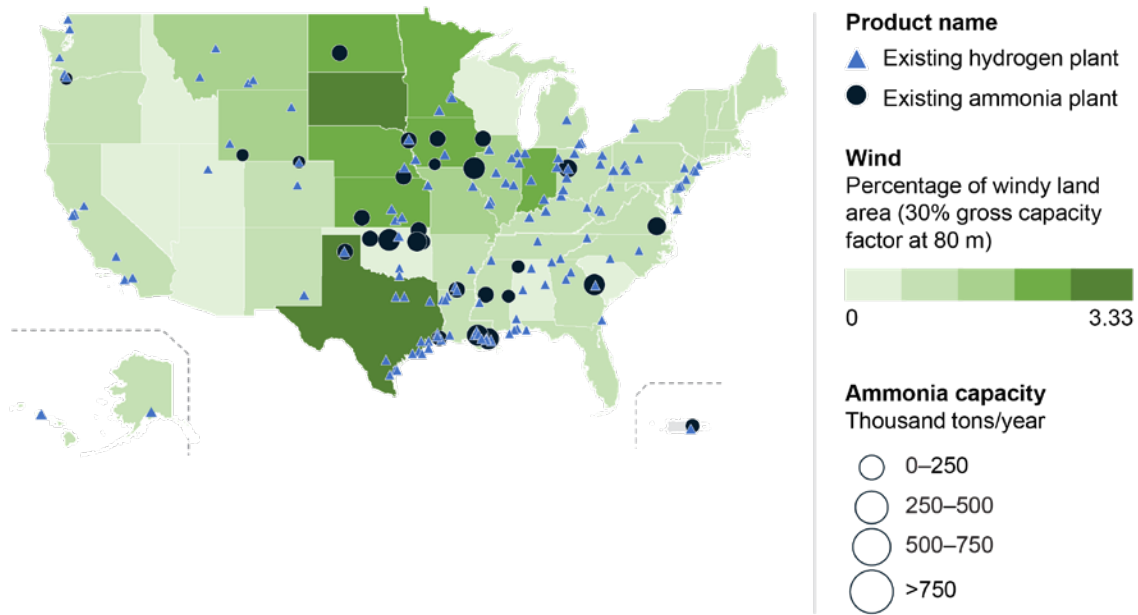 Product name
Existing hydrogen plant
Existing ammonia plant
Wind
Percentage of windy land
area (30% gross capacity
factor at 80 m)
0 3.33
Ammonia capacity
Thousand tons/year
0–250
250–500
500–750
>750